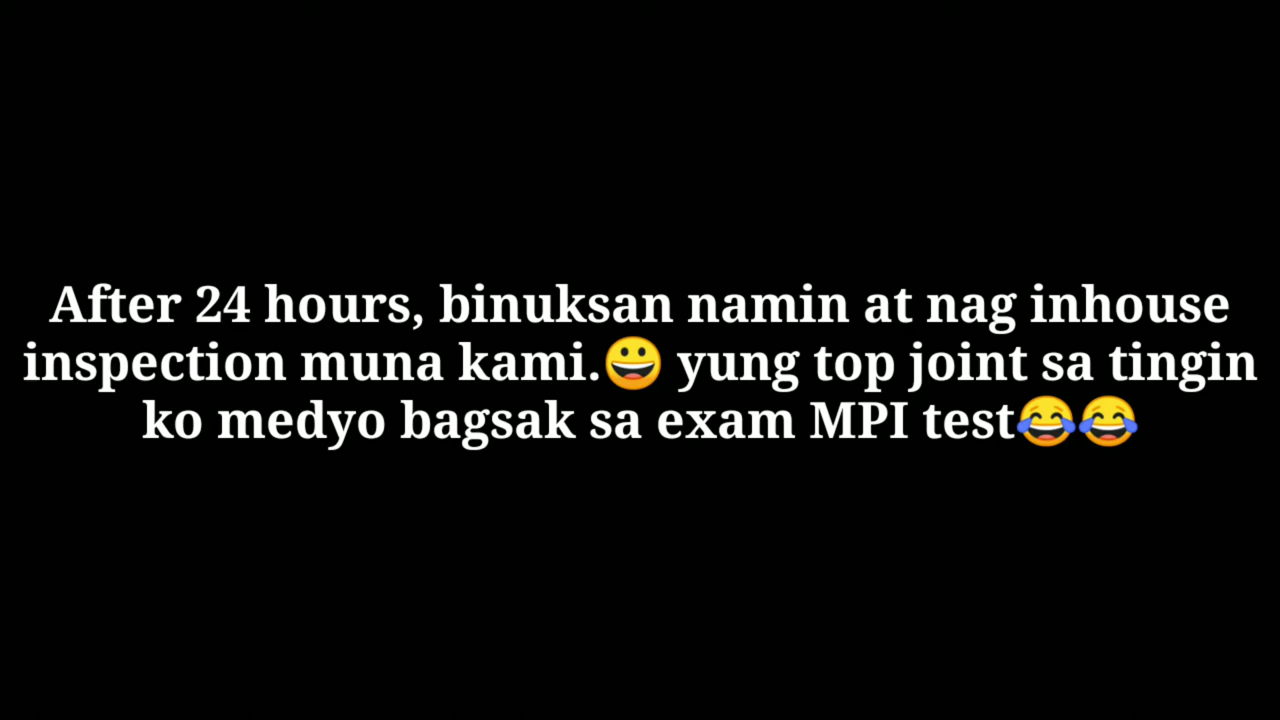 After 24 hours, binuksan namin at nag inhouse
inspection muna kami.😀 yung top joint sa tingin
ko medyo bagsak sa exam MPI test😂😂